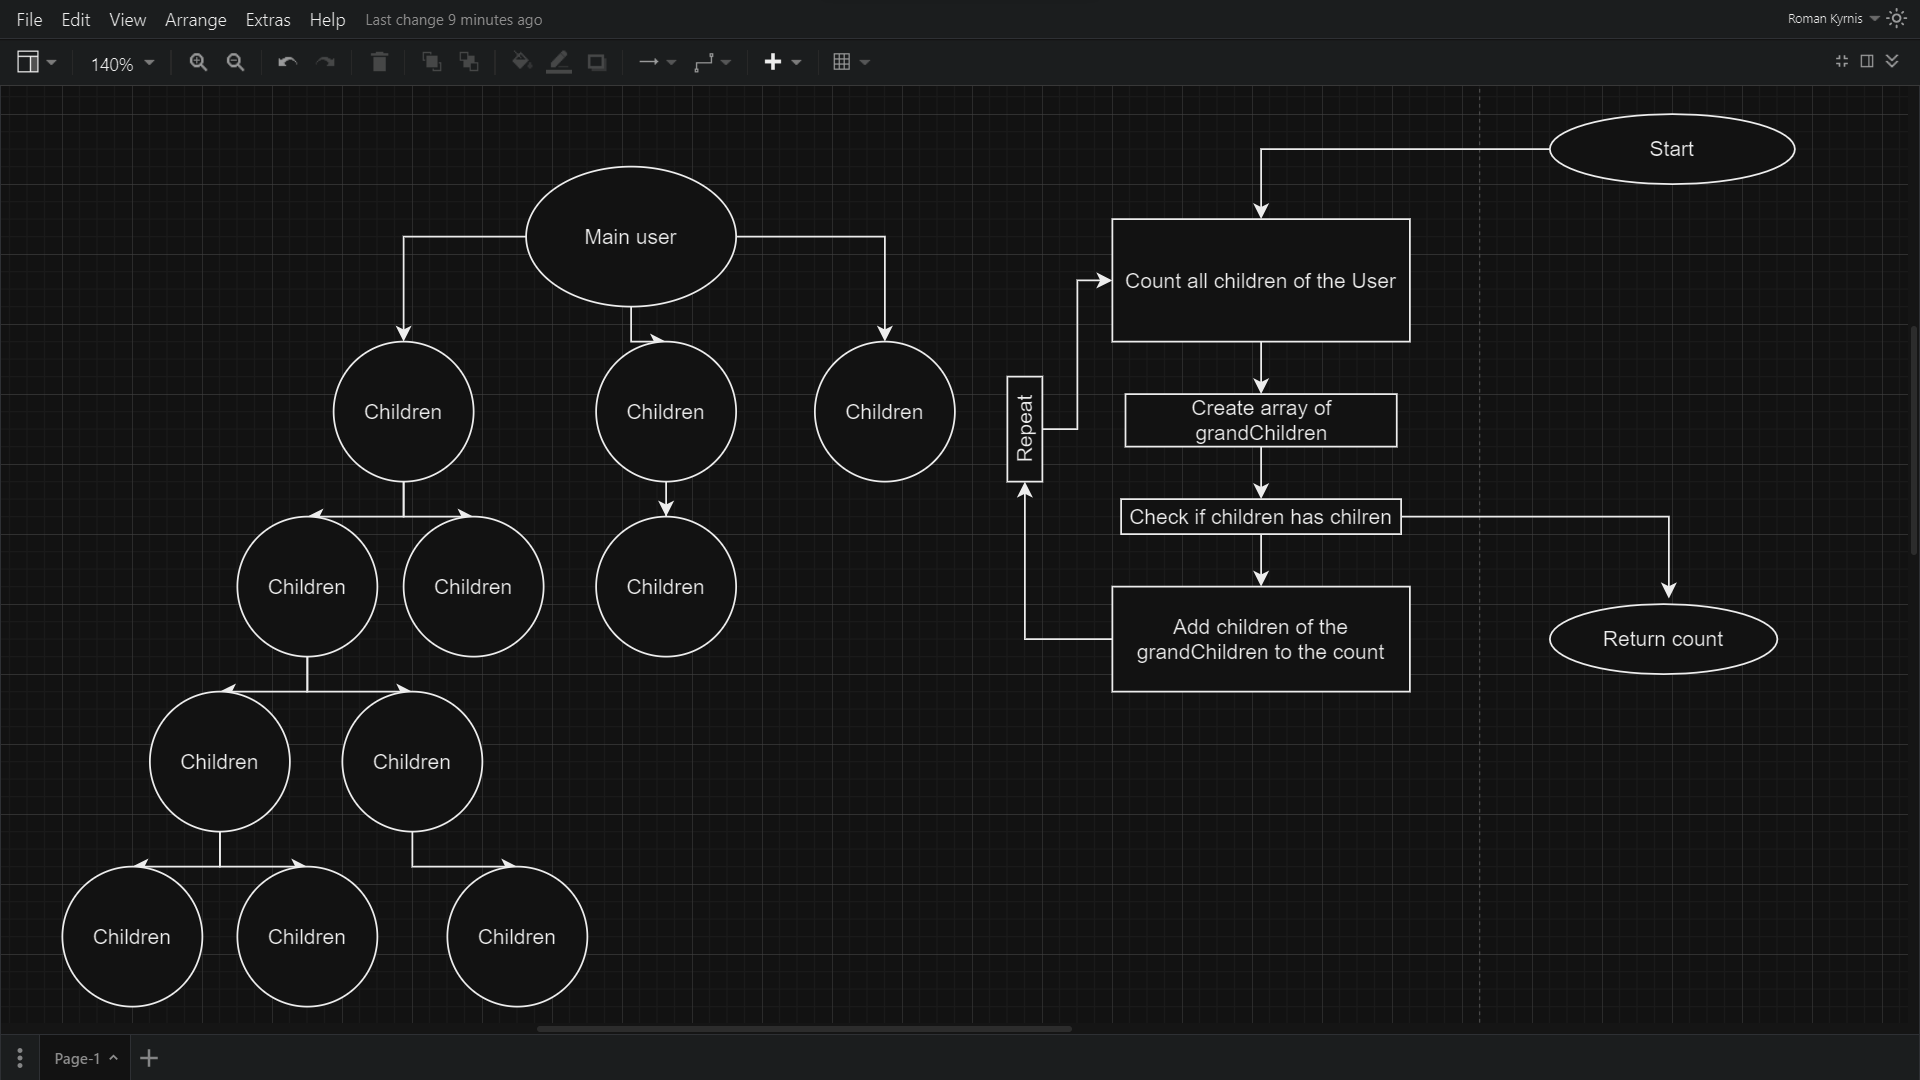 File Edit View Arrange Extras Help Last change 9 minutes ago
Roman Kyrnis
140%
Start
Main user
Count all children of the User
Children Children Children
Repeat
Create array of
grandChildren
Check if children has chilren
Children Children Children
Add children of the
grandChildren to the count
Return count
Children Children
Children Children Children
Page-1